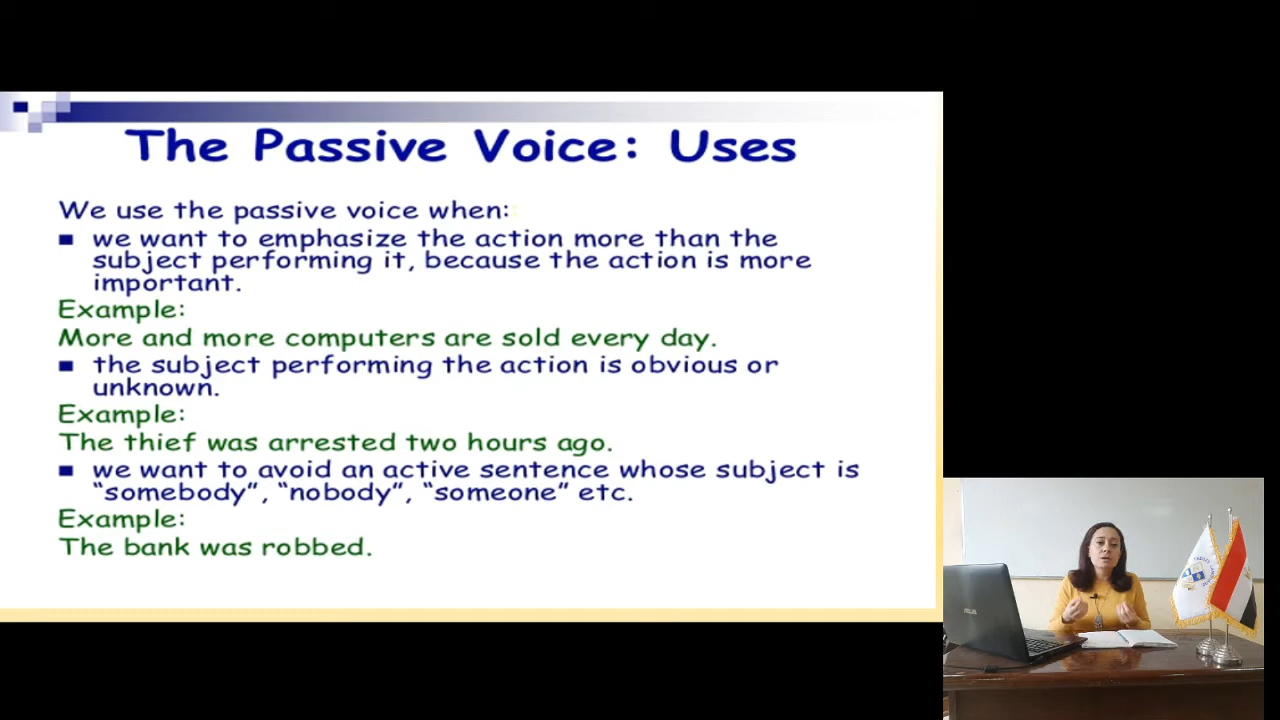 The Passive Voice: Uses
We use the passive voice when:
we want to emphasize the action more than the
subject performing it, because the action is more
important.
Example:
More and more computers are sold every day.
the subject performing the action is obvious or
unknown.
Example:
The thief was arrested two hours ago.
we want to avoid an active sentence whose subject is
“somebody”, “nobody”, “someone” etc.
Example:
The bank was robbed.
ASUS